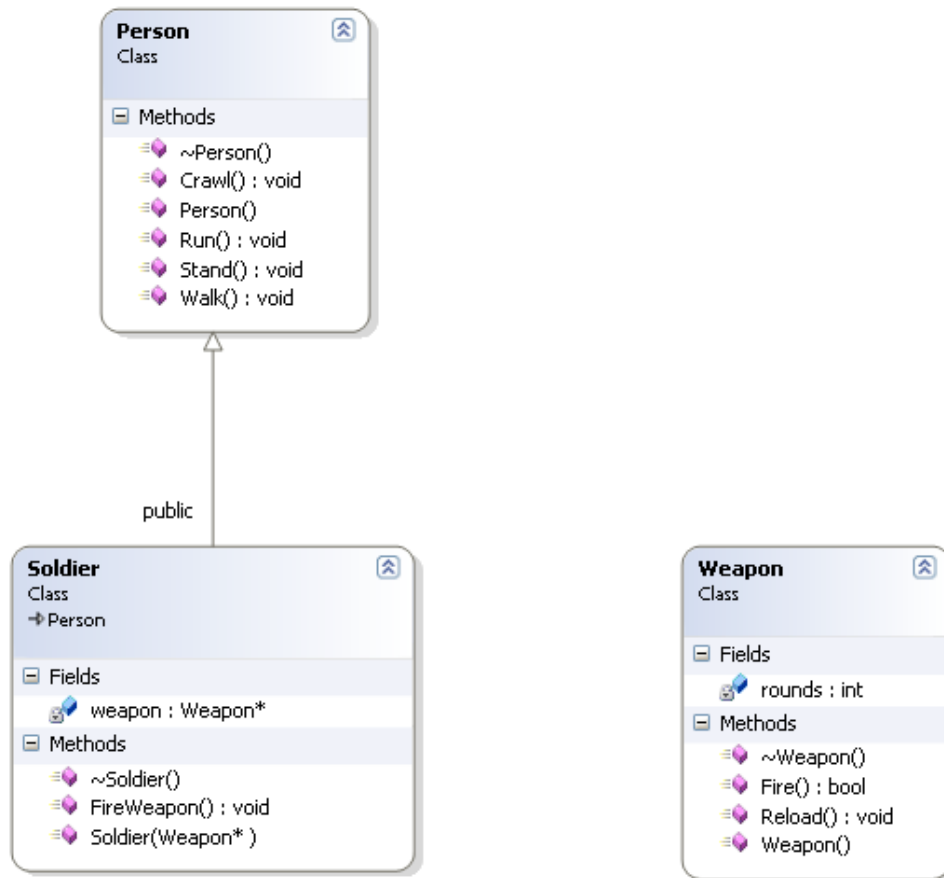 Person
Class
Methods
~Person()
Crawl() : void
Person()
Run() : void
Stand() : void
Walk() : void
public
Soldier
Class
Person
Fields
weapon : Weapon*
Methods
~Soldier()
FireWeapon() : void
Soldier(Weapon* )
Weapon
Class
Fields
rounds : int
Methods
~Weapon()
Fire() : bool
Reload() : void
Weapon()